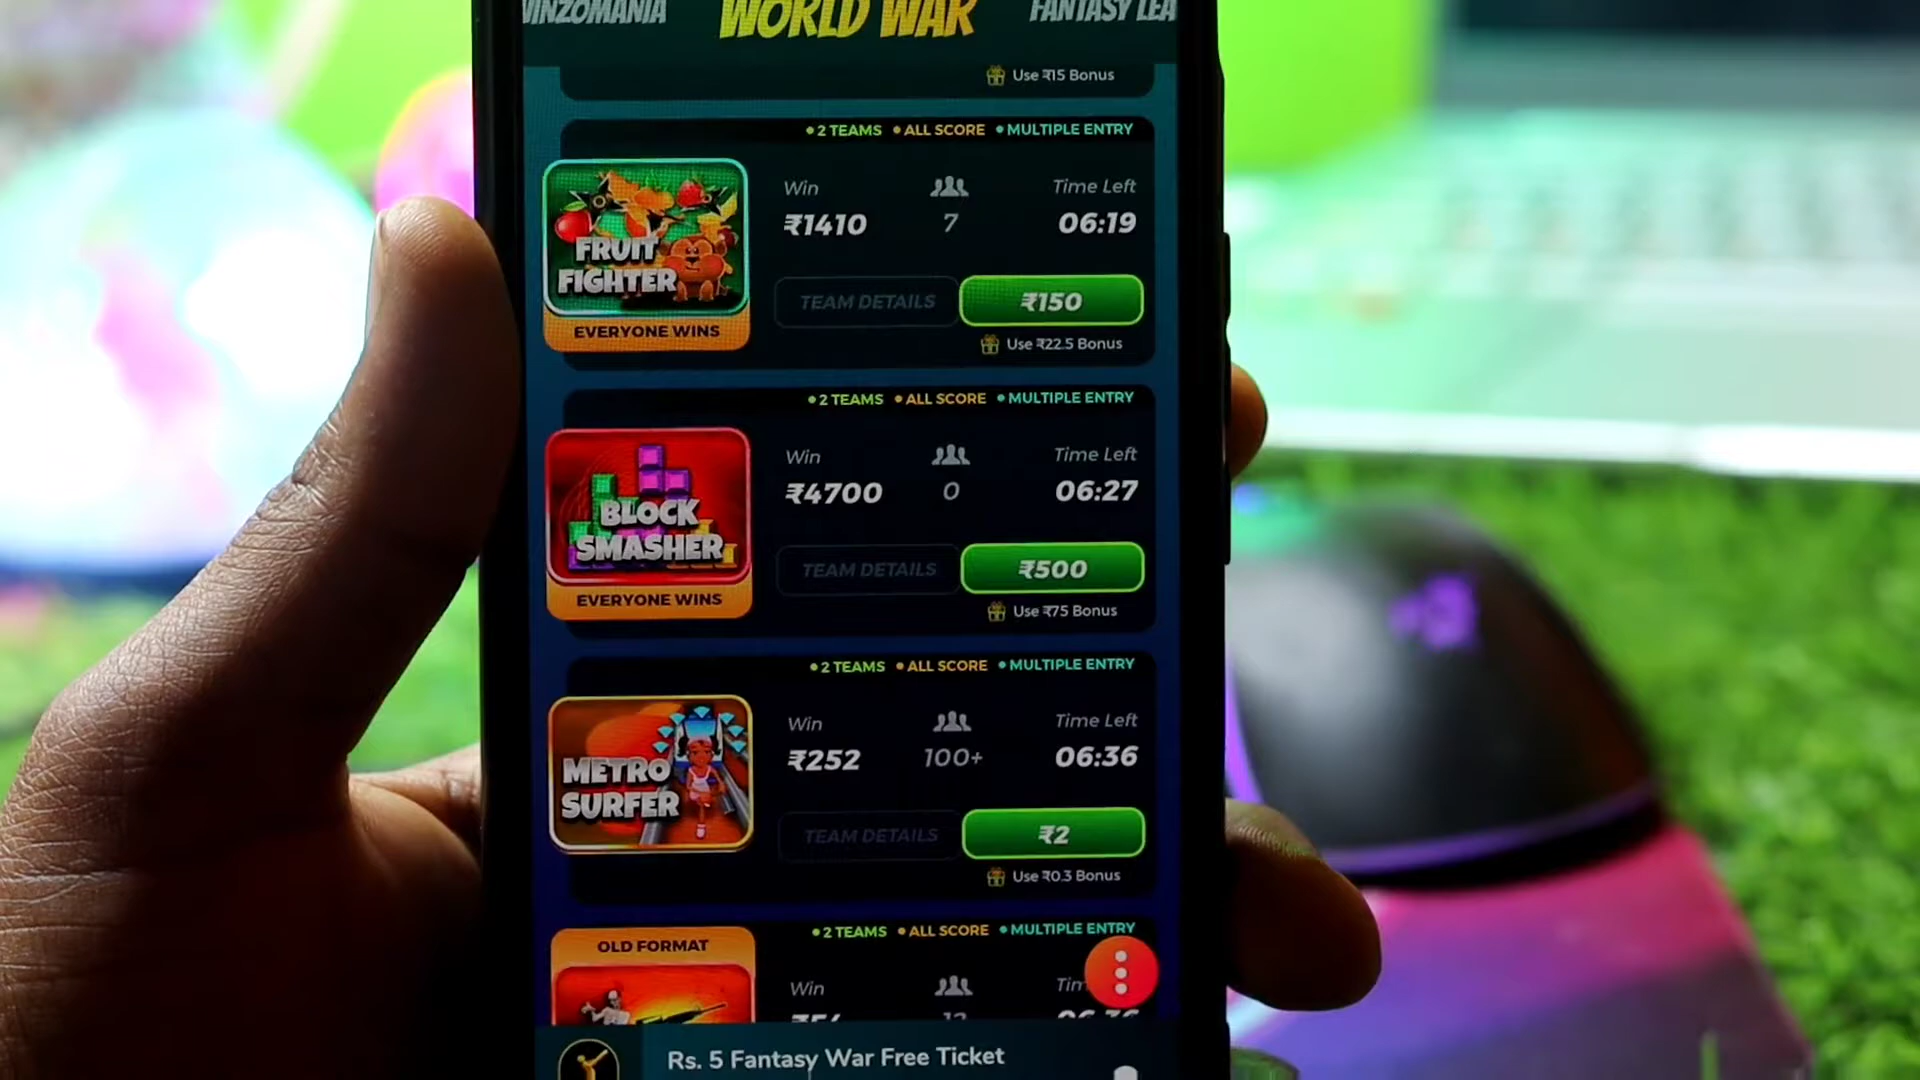 WINZOMANIA WORLD WAR FANTASY LEA
Use ₹15 Bonus
2 TEAMS ALL SCORE MULTIPLE ENTRY
FRUIT FIGHTER
EVERYONE WINS
Win Time Left
₹1410 7 06:19
TEAM DETAILS ₹150
Use ₹22.5 Bonus
2 TEAMS ALL SCORE MULTIPLE ENTRY
BLOCK SMASHER
EVERYONE WINS
Win Time Left
₹4700 0 06:27
TEAM DETAILS ₹500
Use ₹75 Bonus
2 TEAMS ALL SCORE MULTIPLE ENTRY
METRO SURFER
Win Time Left
₹252 100+ 06:36
TEAM DETAILS ₹2
Use ₹0.3 Bonus
2 TEAMS ALL SCORE MULTIPLE ENTRY
OLD FORMAT
Win Tim
Rs. 5 Fantasy War Free Ticket